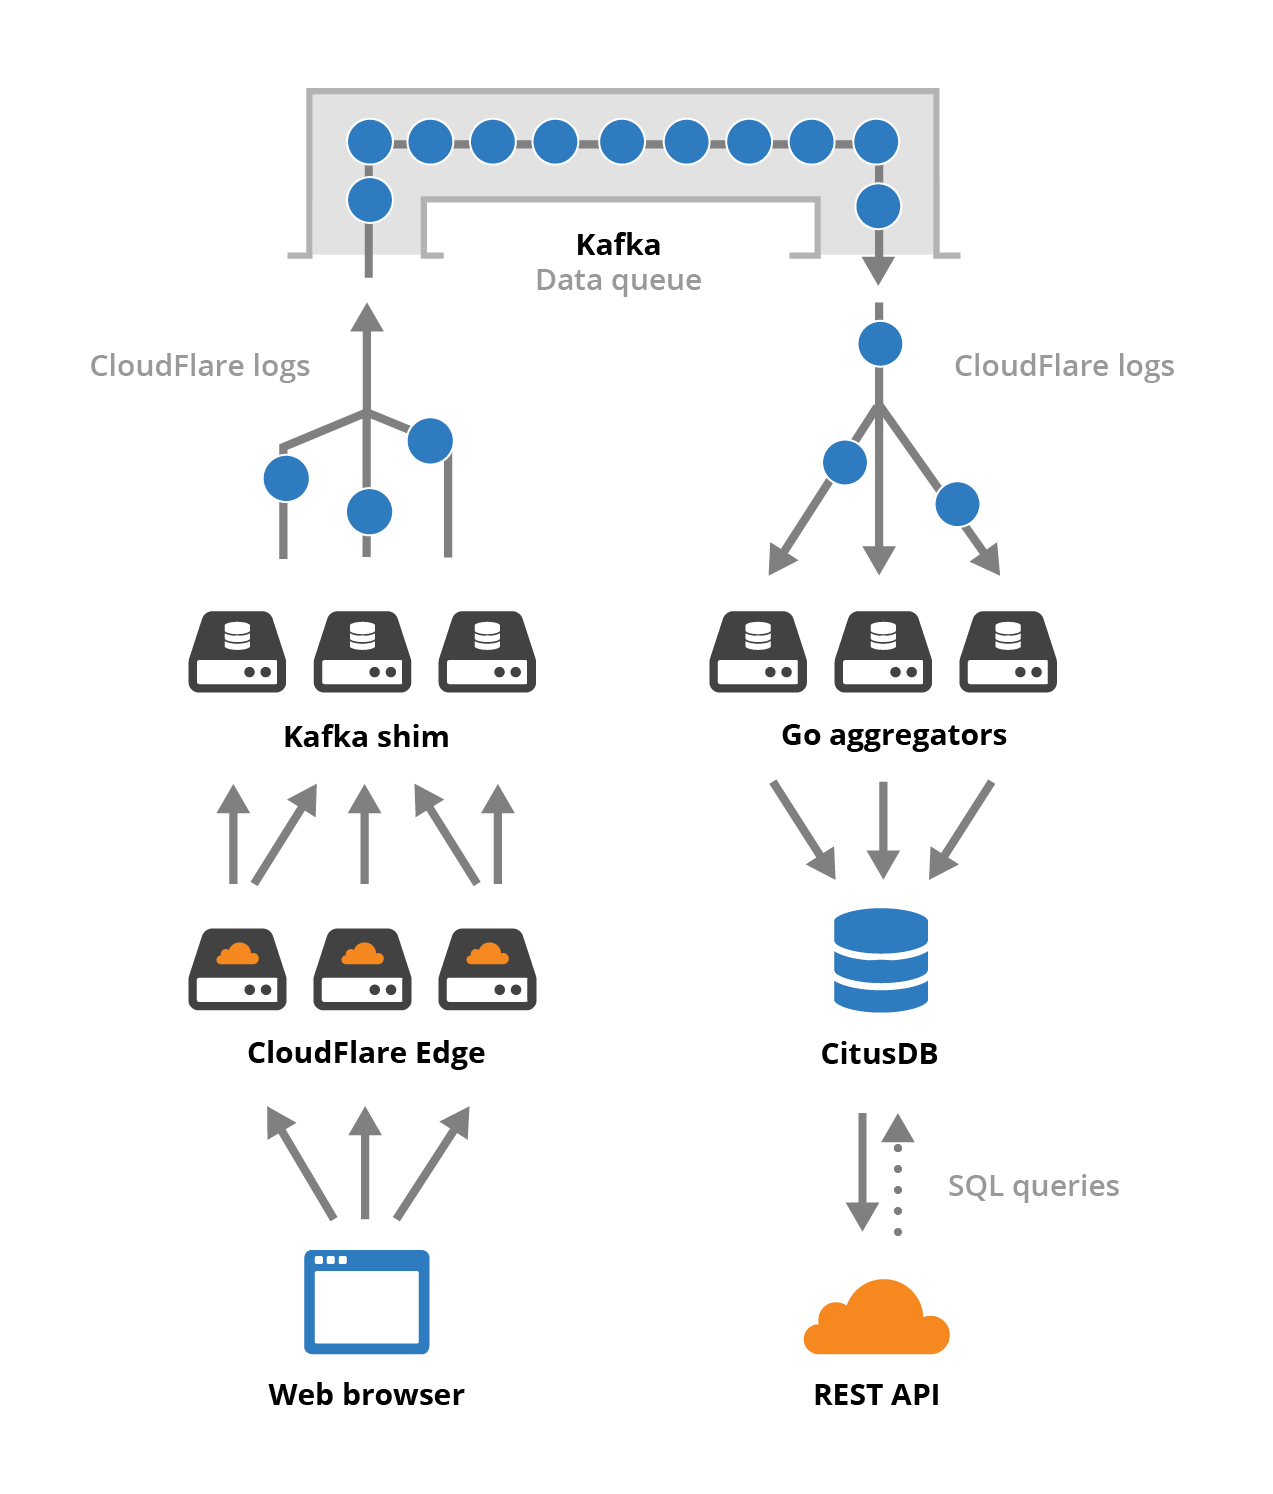 Kafka
Data queue
CloudFlare logs
CloudFlare logs
Kafka shim
Go aggregators
CloudFlare Edge
CitusDB
SQL queries
Web browser
REST API